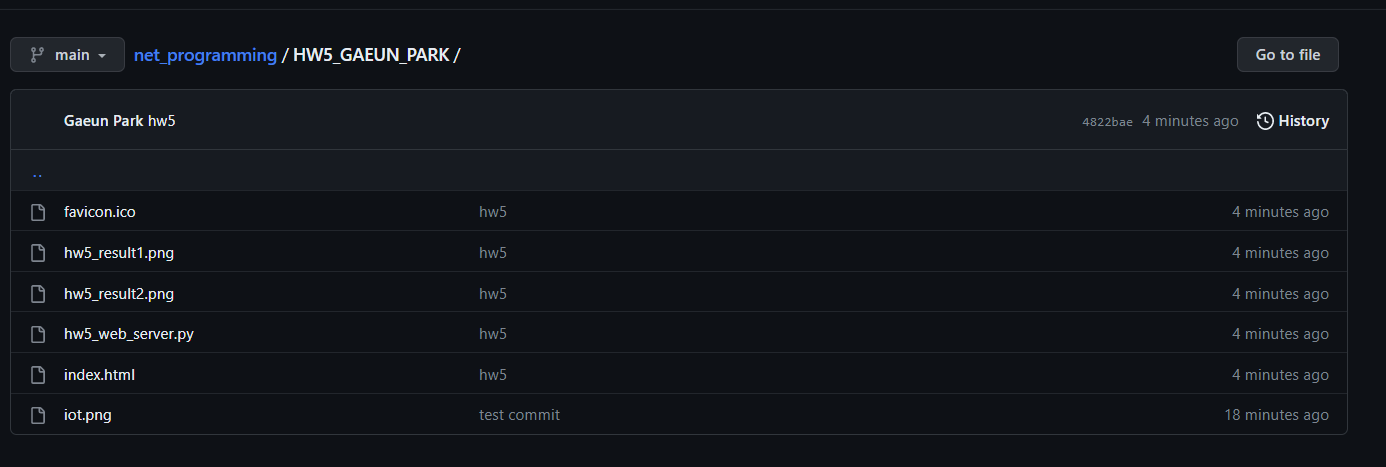 main net_programming / HW5_GAEUN_PARK / Go to file
Gaeun Park hw5 4822bae 4 minutes ago History
..
favicon.ico hw5 4 minutes ago
hw5_result1.png hw5 4 minutes ago
hw5_result2.png hw5 4 minutes ago
hw5_web_server.py hw5 4 minutes ago
index.html hw5 4 minutes ago
iot.png test commit 18 minutes ago